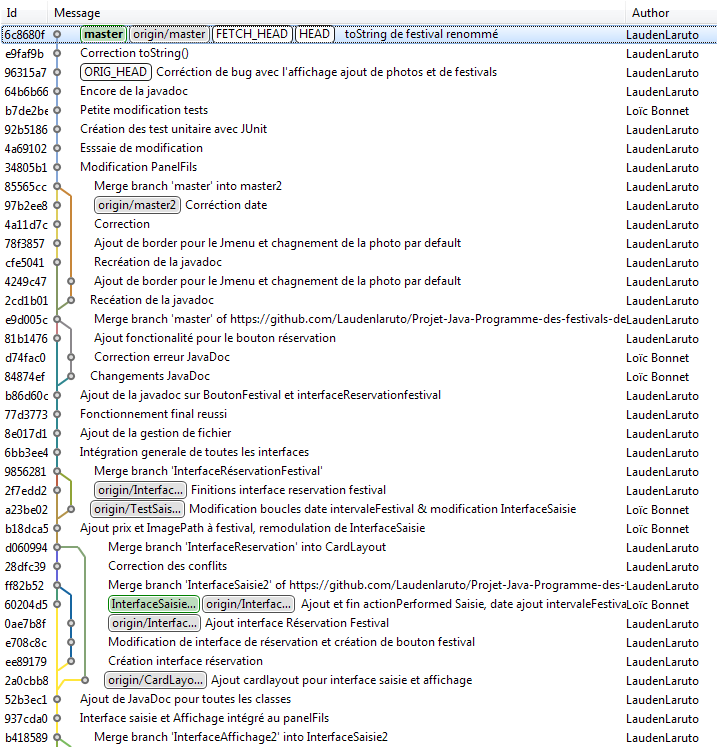 Id Message Author
6c8680f master origin/master FETCH_HEAD HEAD toString de festival renommé LaudenLaruto
e9faf9b Correction toString() LaudenLaruto
96315a7 ORIG_HEAD Corréction de bug avec l'affichage ajout de photos et de festivals LaudenLaruto
64b6b66 Encore de la javadoc LaudenLaruto
b7de2be Petite modification tests Loïc Bonnet
92b5186 Création des test unitaire avec JUnit LaudenLaruto
4a69102 Esssaie de modification LaudenLaruto
34805b1 Modification PanelFils LaudenLaruto
85565cc Merge branch 'master' into master2 LaudenLaruto
97b2ee8 origin/master2 Corréction date LaudenLaruto
4a11d7c Correction LaudenLaruto
78f3857 Ajout de border pour le Jmenu et chagnement de la photo par default LaudenLaruto
cfe5041 Recréation de la javadoc LaudenLaruto
4249c47 Ajout de border pour le Jmenu et chagnement de la photo par default LaudenLaruto
2cd1b01 Recéation de la javadoc LaudenLaruto
e9d005c Merge branch 'master' of https://github.com/Laudenlaruto/Projet-Java-Programme-des-festivals-de LaudenLaruto
81b1476 Ajout fonctionalité pour le bouton réservation LaudenLaruto
d74fac0 Correction erreur JavaDoc Loïc Bonnet
84874ef Changements JavaDoc Loïc Bonnet
b86d60c Ajout de la javadoc sur BoutonFestival et interfaceReservationfestival LaudenLaruto
77d3773 Fonctionnement final reussi LaudenLaruto
8e017d1 Ajout de la gestion de fichier LaudenLaruto
6bb3ee4 Intégration generale de toutes les interfaces LaudenLaruto
9856281 Merge branch 'InterfaceRéservationFestival' LaudenLaruto
2f7edd2 origin/Interfac... Finitions interface reservation festival LaudenLaruto
a23be02 origin/TestSais... Modification boucles date intervaleFestival & modification InterfaceSaisie Loïc Bonnet
b18dca5 Ajout prix et ImagePath à festival, remodulation de InterfaceSaisie Loïc Bonnet
d060994 Merge branch 'InterfaceReservation' into CardLayout LaudenLaruto
28dfc39 Correction des conflits LaudenLaruto
ff82b52 Merge branch 'InterfaceSaisie2' of https://github.com/Laudenlaruto/Projet-Java-Programme-des- LaudenLaruto
60204d5 InterfaceSaisie... origin/Interfac... Ajout et fin actionPerformed Saisie, date ajout intervaleFestiva Loïc Bonnet
0ae7b8f origin/Interfac... Ajout interface Réservation Festival LaudenLaruto
e708c8c Modification de interface de réservation et création de bouton festival LaudenLaruto
ee89179 Création interface réservation LaudenLaruto
2a0cbb8 origin/CardLayo... Ajout cardlayout pour interface saisie et affichage LaudenLaruto
52b3ec1 Ajout de JavaDoc pour toutes les classes LaudenLaruto
937cda0 Interface saisie et Affichage intégré au panelFils LaudenLaruto
b418589 Merge branch 'InterfaceAffichage2' into InterfaceSaisie2 LaudenLaruto